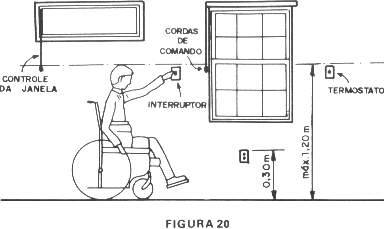 CORDAS
DE
COMANDO
CONTROLE
DA JANELA
INTERRUPTOR
TERMOSTATO
0,30 m
máx 1,20 m
FIGURA 20